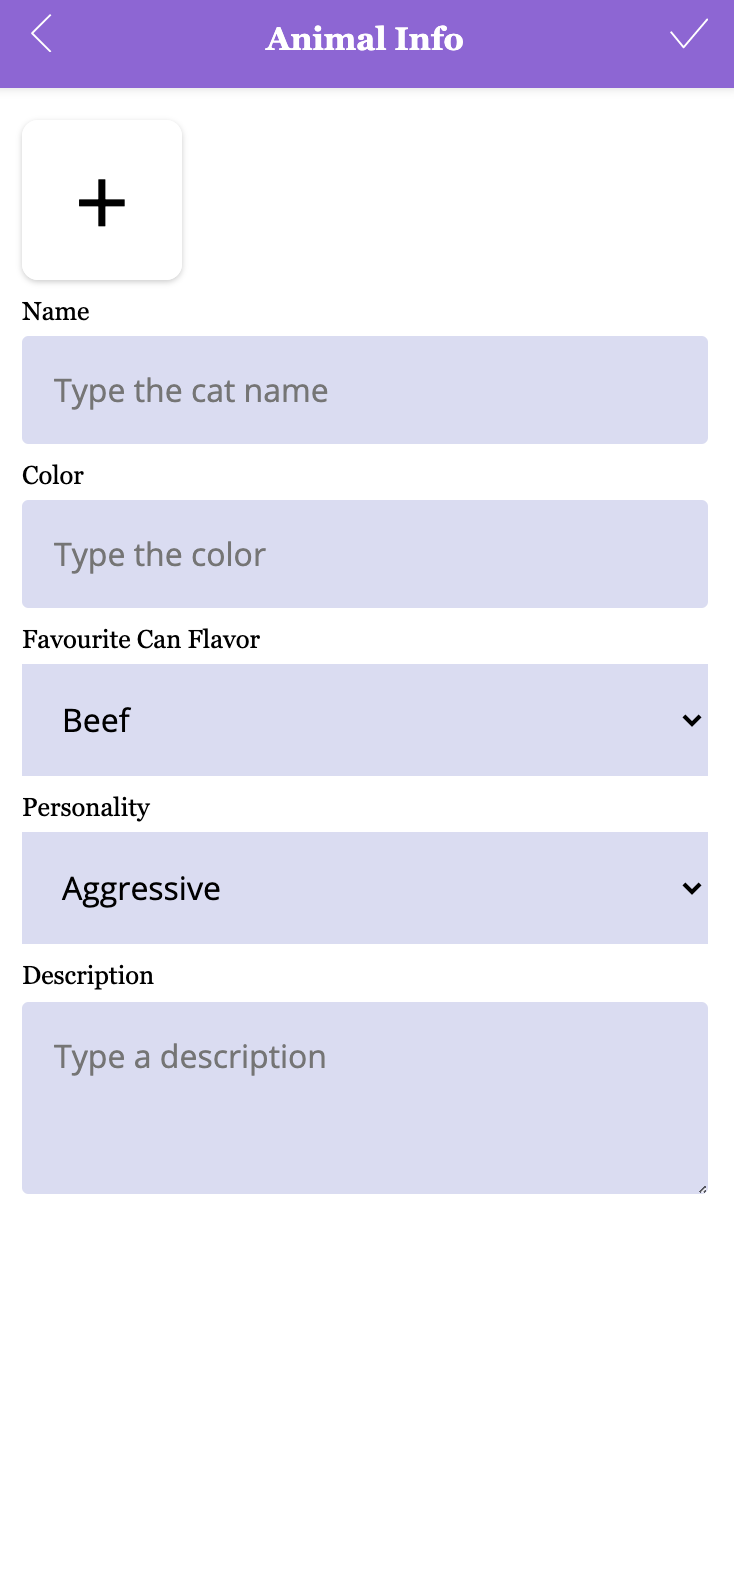 Animal Info
Name
Type the cat name
Color
Type the color
Favourite Can Flavor
Beef
Personality
Aggressive
Description
Type a description